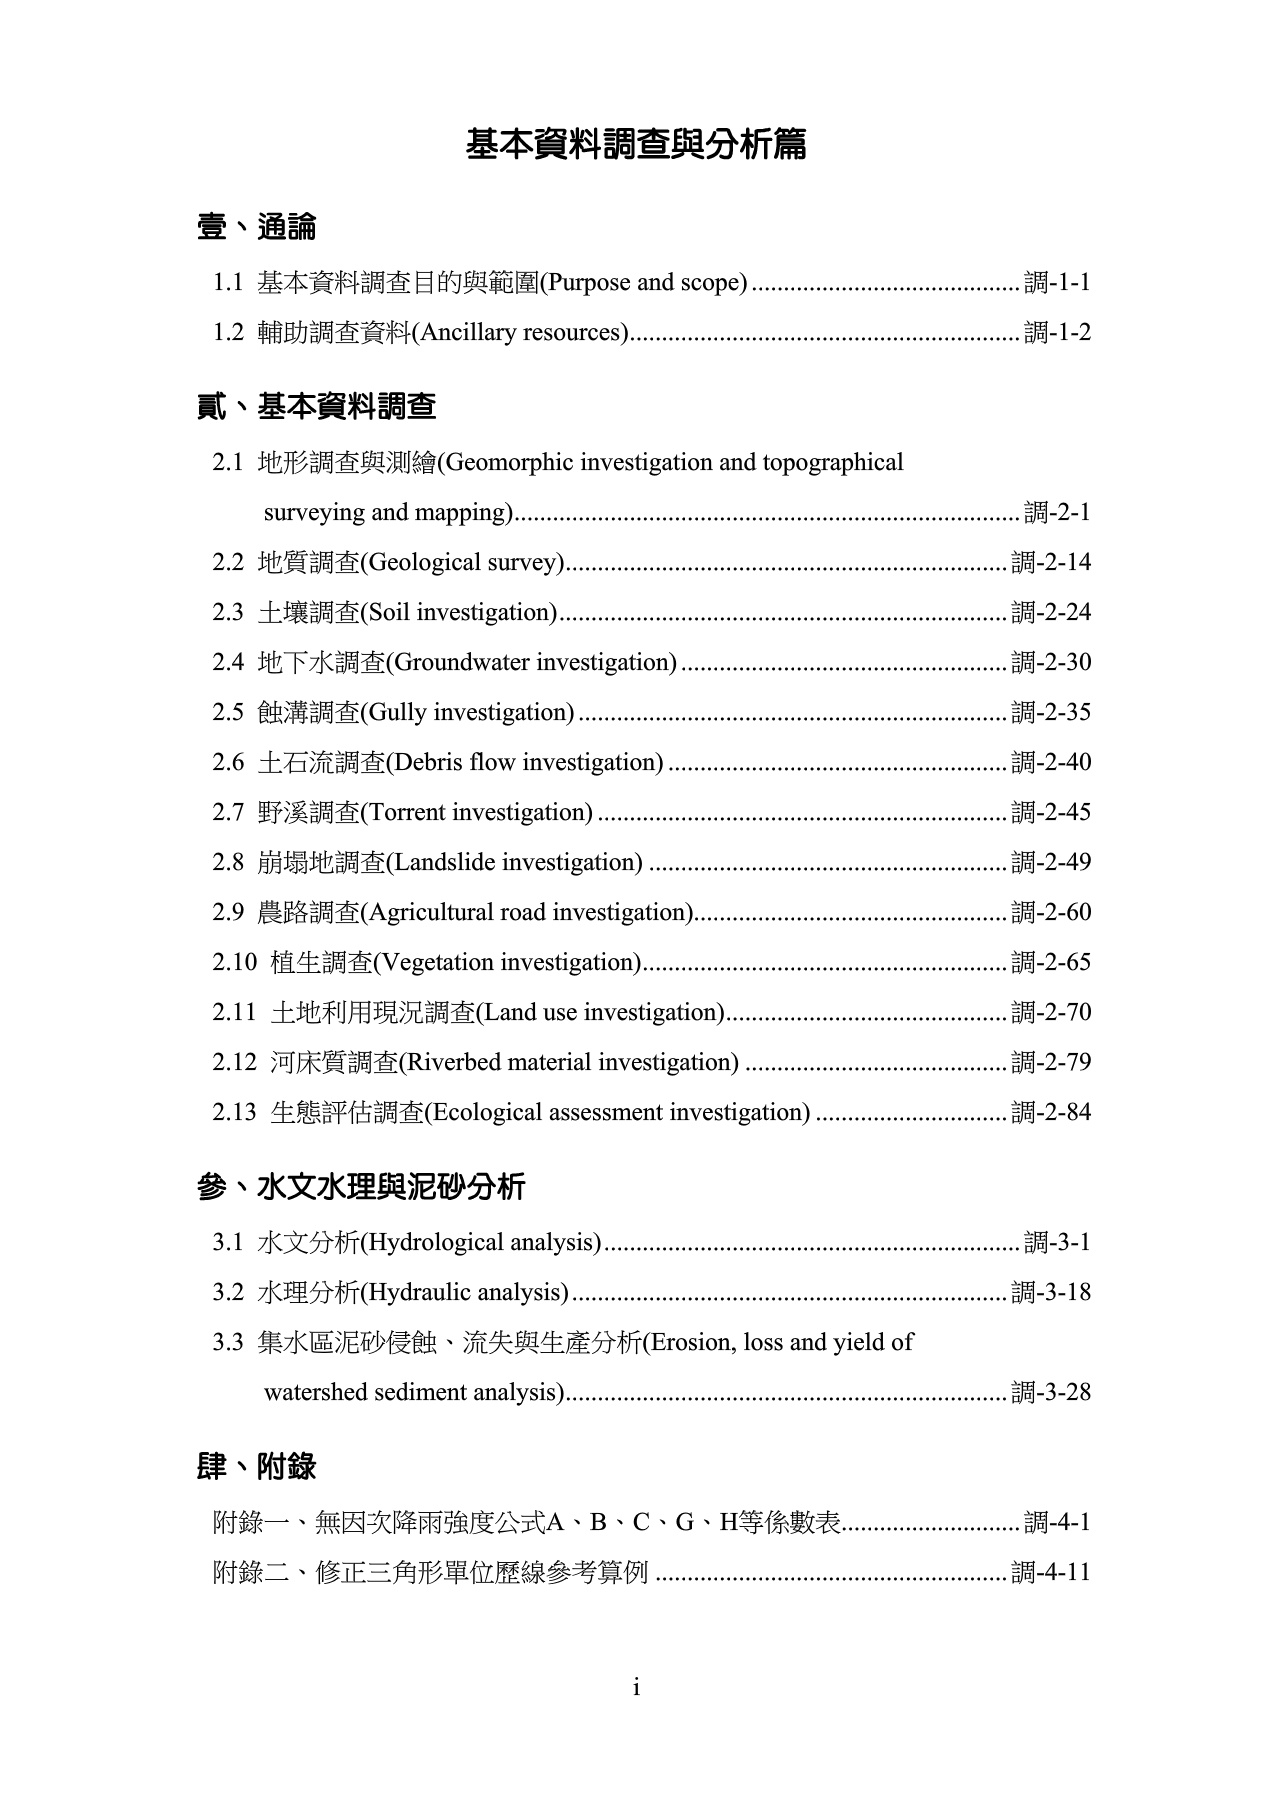 基本資料調查與分析篇
壹、通論
1.1 基本資料調查目的與範圍(Purpose and scope)..........................................調-1-1
1.2 輔助調查資料(Ancillary resources)............................................................調-1-2
貳、基本資料調查
2.1 地形調查與測繪(Geomorphic investigation and topographical
surveying and mapping)...............................................................................調-2-1
2.2 地質調查(Geological survey).....................................................................調-2-14
2.3 土壤調查(Soil investigation)......................................................................調-2-24
2.4 地下水調查(Groundwater investigation)...................................................調-2-30
2.5 蝕溝調查(Gully investigation)...................................................................調-2-35
2.6 土石流調查(Debris flow investigation).....................................................調-2-40
2.7 野溪調查(Torrent investigation)................................................................調-2-45
2.8 崩塌地調查(Landslide investigation)........................................................調-2-49
2.9 農路調查(Agricultural road investigation).................................................調-2-60
2.10 植生調查(Vegetation investigation).........................................................調-2-65
2.11 土地利用現況調查(Land use investigation)............................................調-2-70
2.12 河床質調查(Riverbed material investigation).........................................調-2-79
2.13 生態評估調查(Ecological assessment investigation)..............................調-2-84
參、水文水理與泥砂分析
3.1 水文分析(Hydrological analysis).................................................................調-3-1
3.2 水理分析(Hydraulic analysis)....................................................................調-3-18
3.3 集水區泥砂侵蝕、流失與生產分析(Erosion, loss and yield of
watershed sediment analysis).....................................................................調-3-28
肆、附錄
附錄一、無因次降雨強度公式A、B、C、G、H等係數表............................調-4-1
附錄二、修正三角形單位歷線參考算例.......................................................調-4-11
i